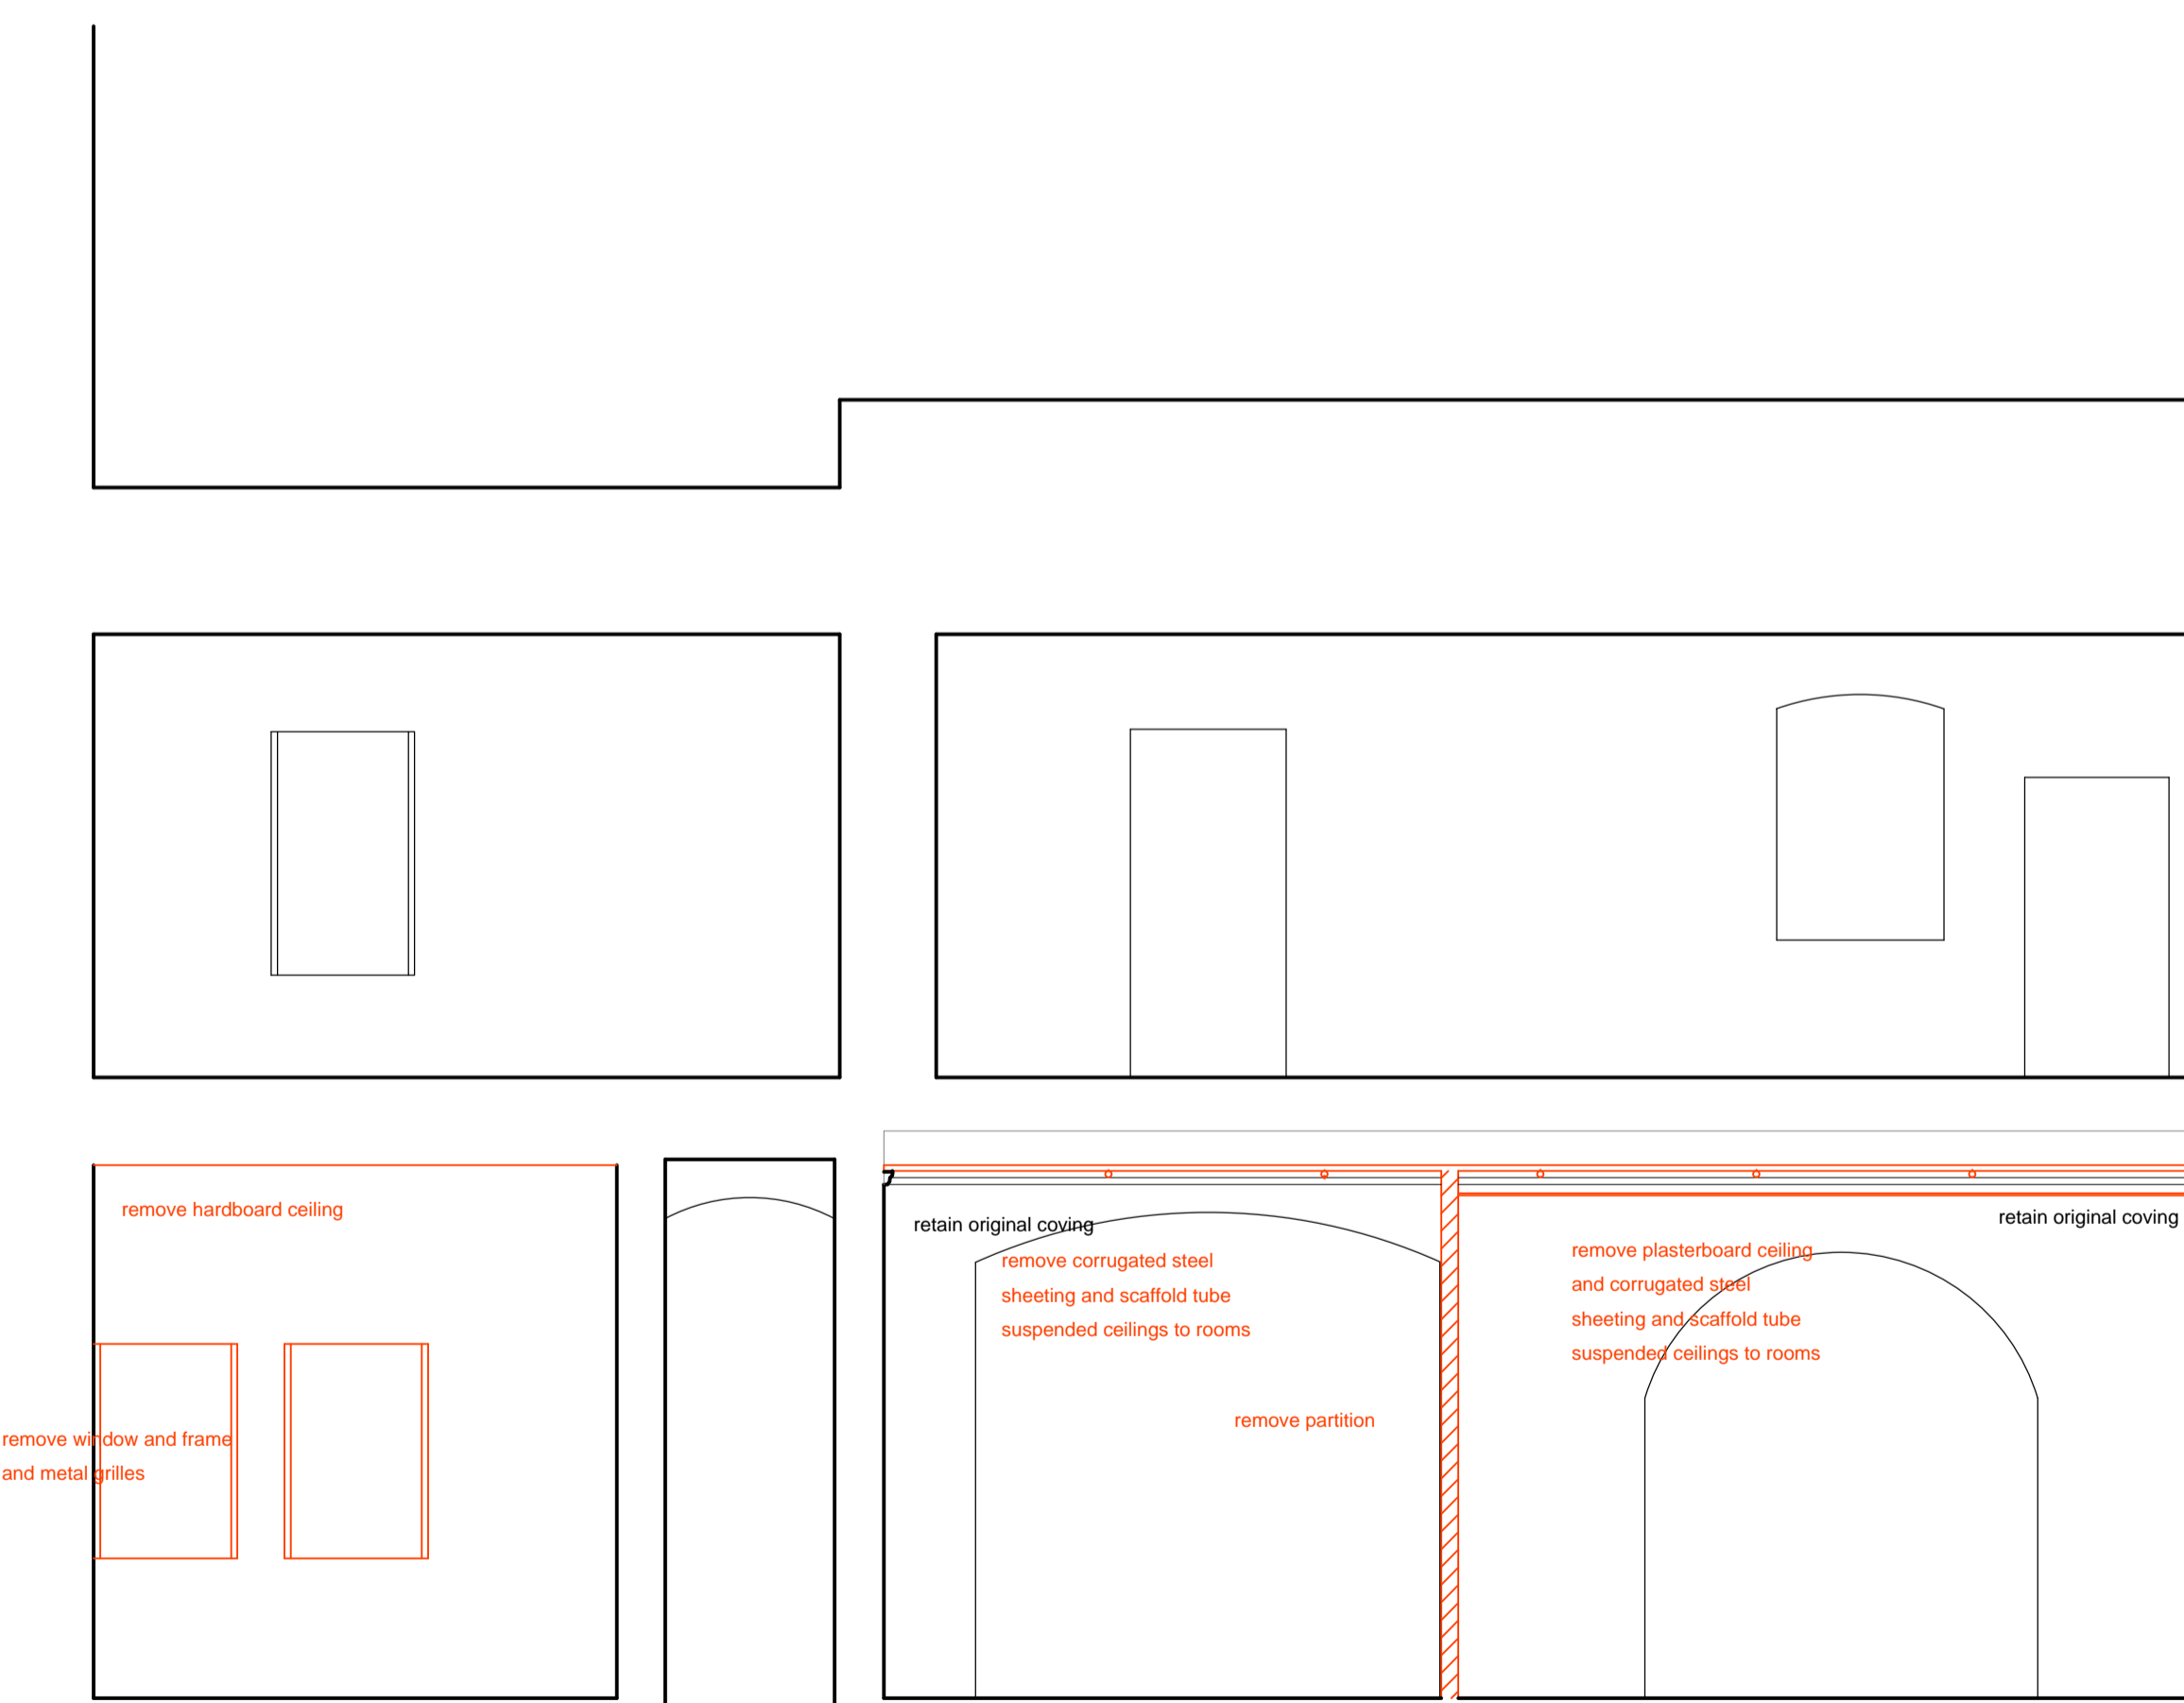 remove hardboard ceiling
retain original coving
remove corrugated steel
sheeting and scaffold tube
suspended ceilings to rooms
retain original coving
remove plasterboard ceiling
and corrugated steel
sheeting and scaffold tube
suspended ceilings to rooms
remove partition
remove window and frame
and metal grilles